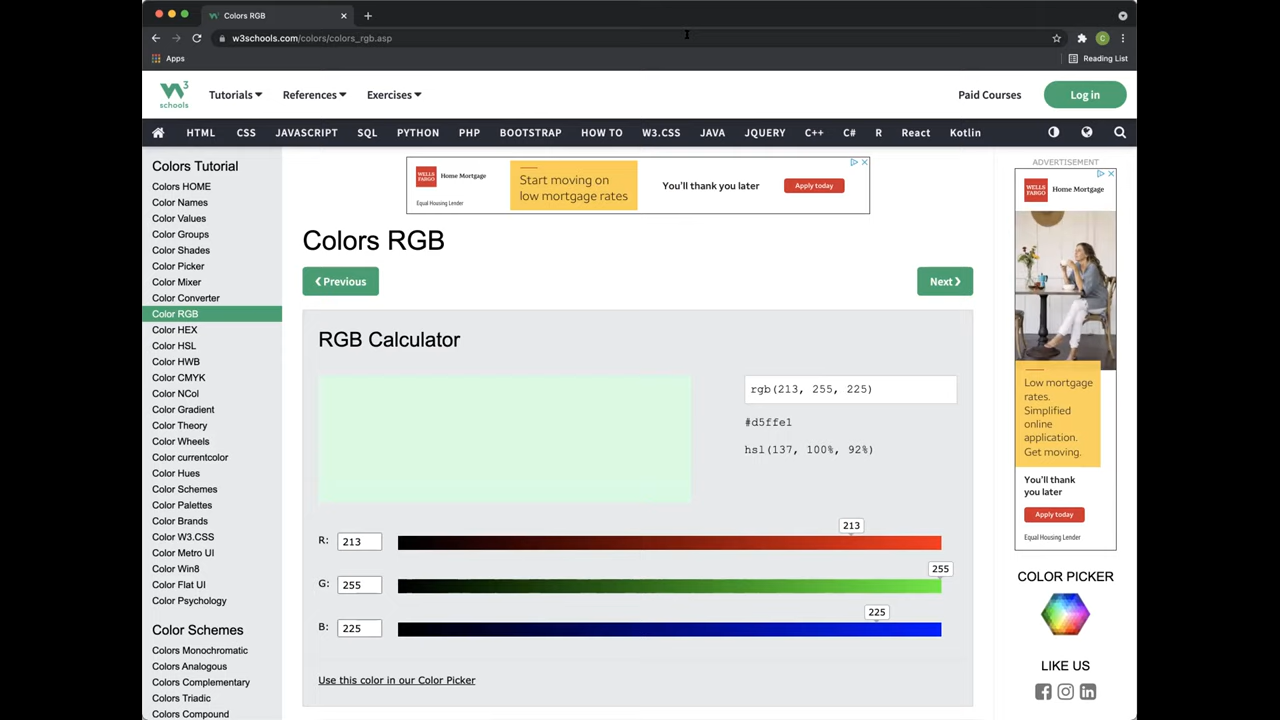 Colors RGB
w3schools.com/colors/colors_rgb.asp
C
Apps
Reading List
W3
schools
Tutorials
References
Exercises
Paid Courses
Log in
HTML
CSS
JAVASCRIPT
SQL
PYTHON
PHP
BOOTSTRAP
HOW TO
W3.CSS
JAVA
JQUERY
C++
C#
R
React
Kotlin
Colors Tutorial
Colors HOME
Color Names
Color Values
Color Groups
Color Shades
Color Picker
Color Mixer
Color Converter
Color RGB
Color HEX
Color HSL
Color HWB
Color CMYK
Color NCol
Color Gradient
Color Theory
Color Wheels
Color currentcolor
Color Hues
Color Schemes
Color Palettes
Color Brands
Color W3.CSS
Color Metro UI
Color Win8
Color Flat UI
Color Psychology
Color Schemes
Colors Monochromatic
Colors Analogous
Colors Complementary
Colors Triadic
Colors Compound
WELLS
FARGO
Home Mortgage
Equal Housing Lender
Start moving on
low mortgage rates
You'll thank you later
Apply today
Colors RGB
❮ Previous
Next ❯
RGB Calculator
rgb(213, 255, 225)
#d5ffe1
hsl(137, 100%, 92%)
213
R: 213
255
G: 255
225
B: 225
Use this color in our Color Picker
ADVERTISEMENT
WELLS
FARGO
Home Mortgage
Low mortgage
rates.
Simplified
online
application.
Get moving.
You'll thank
you later
Apply today
Equal Housing Lender
COLOR PICKER
LIKE US